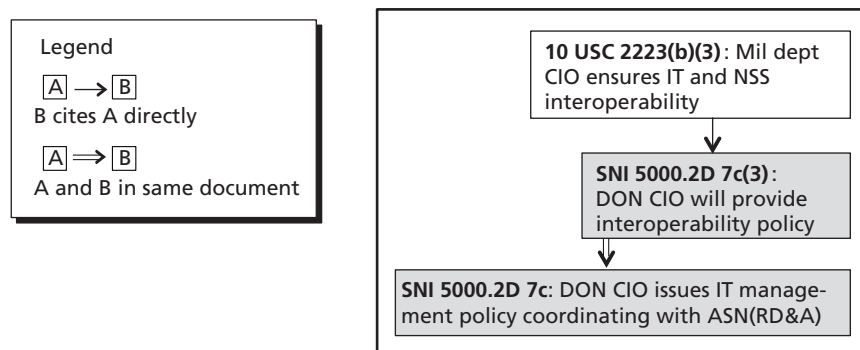 Legend
A → B
B cites A directly
A ⇒ B
A and B in same document
10 USC 2223(b)(3): Mil dept
CIO ensures IT and NSS
interoperability
SNI 5000.2D 7c(3):
DON CIO will provide
interoperability policy
SNI 5000.2D 7c: DON CIO issues IT manage-
ment policy coordinating with ASN(RD&A)